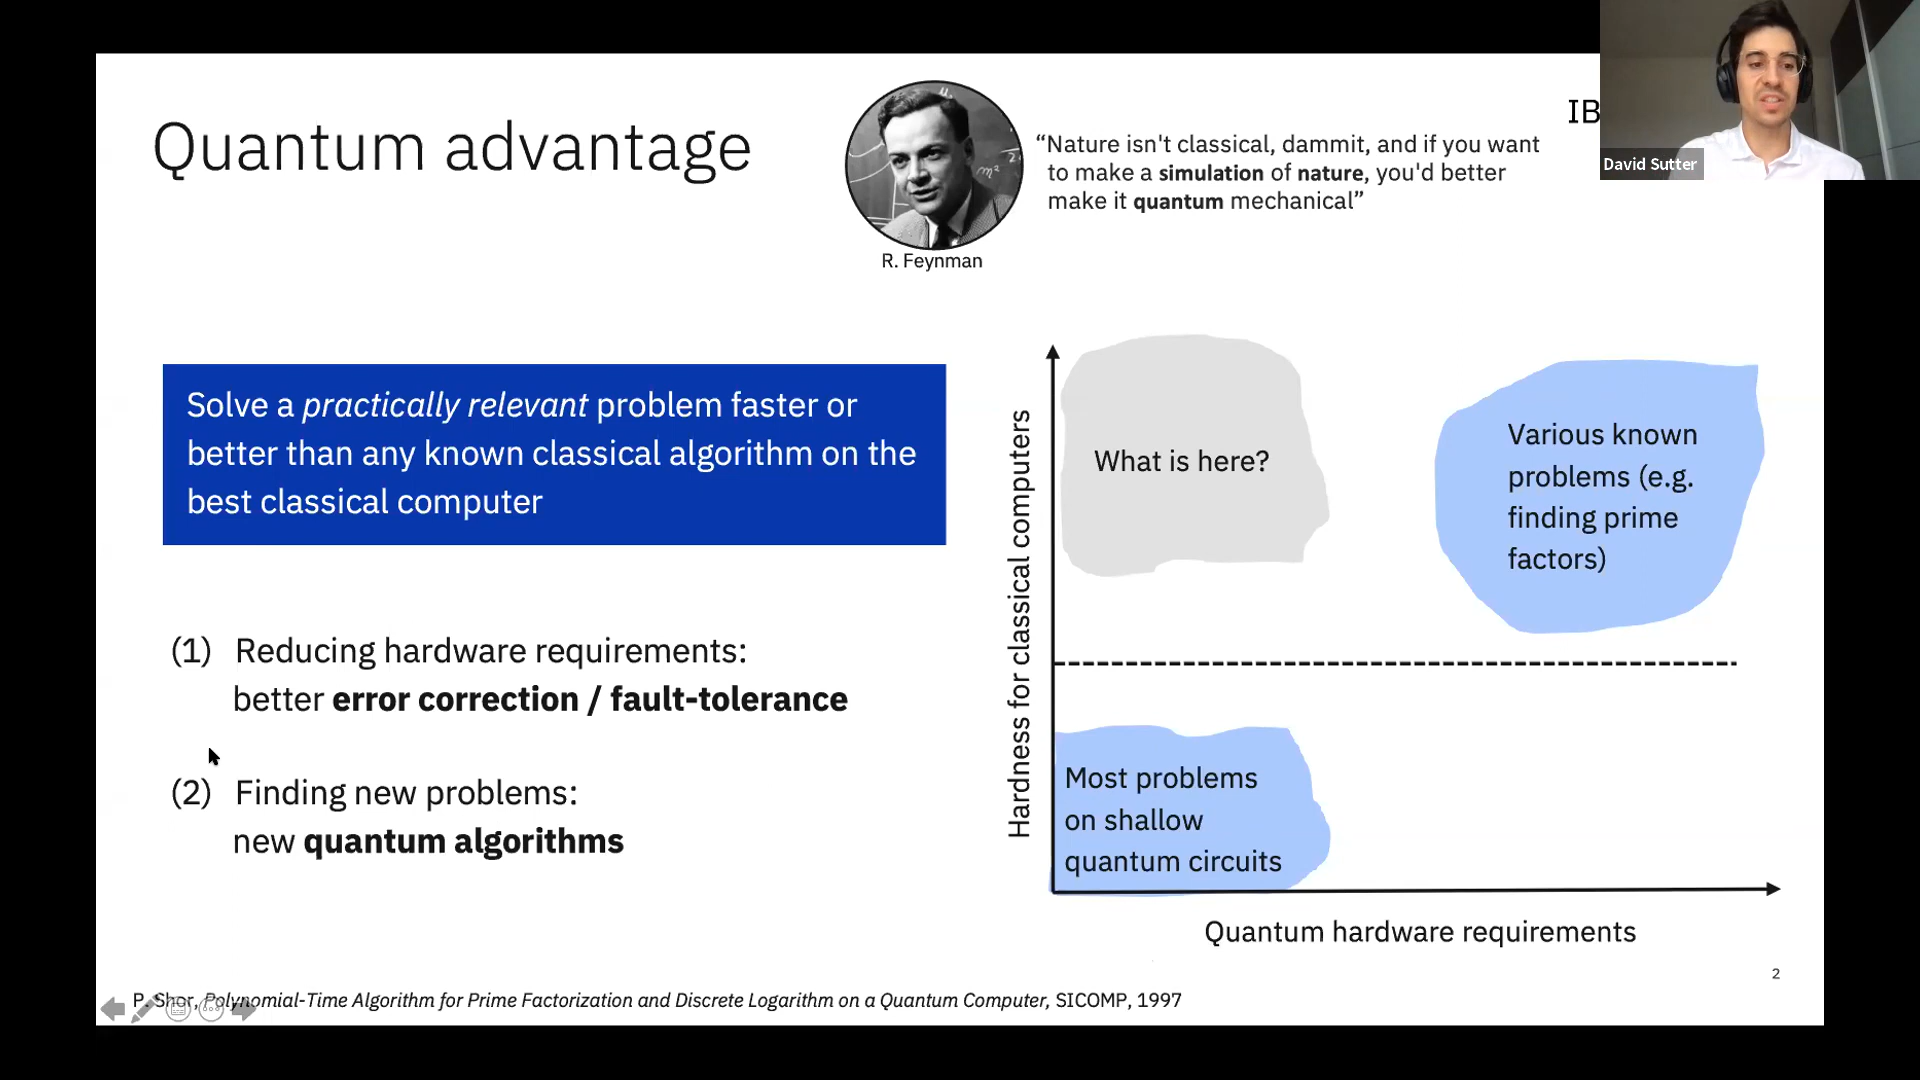 Quantum advantage
“Nature isn't classical, dammit, and if you want
to make a simulation of nature, you'd better
make it quantum mechanical”
R. Feynman
IB
David Sutter
Solve a practically relevant problem faster or
better than any known classical algorithm on the
best classical computer
(1) Reducing hardware requirements:
better error correction / fault-tolerance
(2) Finding new problems:
new quantum algorithms
Hardness for classical computers
What is here?
Various known
problems (e.g.
finding prime
factors)
Most problems
on shallow
quantum circuits
Quantum hardware requirements
2
P. Shor, Polynomial-Time Algorithm for Prime Factorization and Discrete Logarithm on a Quantum Computer, SICOMP, 1997